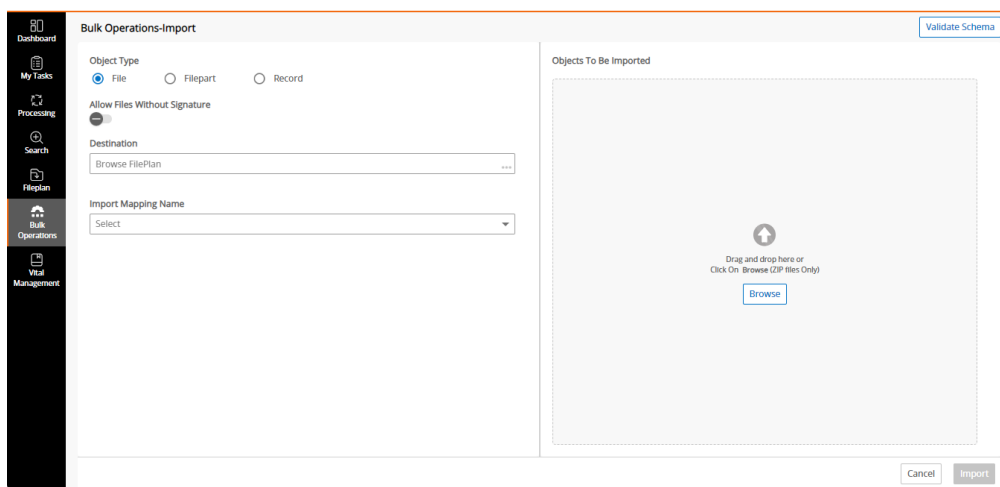 Dashboard
My Tasks
Processing
Search
Fileplan
Bulk
Operations
Vital
Management
Bulk Operations-Import
Validate Schema
Object Type
File
Filepart
Record
Allow Files Without Signature
Destination
Browse FilePlan
...
Import Mapping Name
Select
Objects To Be Imported
Drag and drop here or
Click On Browse (ZIP files Only)
Browse
Cancel
Import